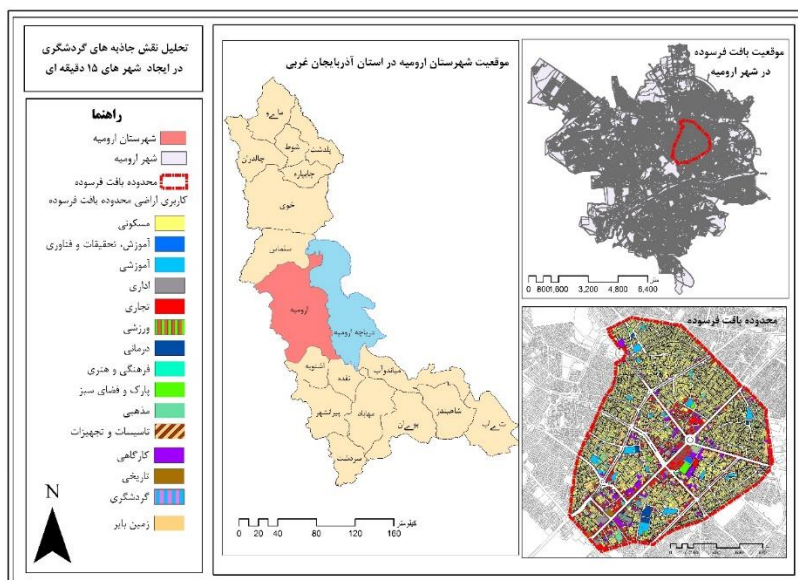 تحلیل نقش جاذبه های گردشگری
در ایجاد شهر های ۱۵ دقیقه ای
راهنما
شهرستان ارومیه
شهر ارومیه
محدوده بافت فرسوده
کاربری اراضی محدوده بافت فرسوده
مسکونی
آموزش، تحقیقات و فناوری
آموزشی
اداری
تجاری
ورزشی
درمانی
فرهنگی و هنری
پارک و فضای سبز
مذهبی
تاسیسات و تجهیزات
کارگاهی
تاریخی
گردشگری
زمین بایر
N
موقعیت شهرستان ارومیه در استان آذربایجان غربی
شوط
پلدشت
چالدران
چایپاره
خوی
سلماس
ارومیه
دریاچه ارومیه
اشنویه
نقده
میاندوآب
پیرانشهر
مهاباد
شاهیندژ
سردشت
0 20 40 80 120 160
کیلومتر
موقعیت بافت فرسوده
در شهر ارومیه
0 800 1,600 3,200 4,800 6,400
متر
محدوده بافت فرسوده